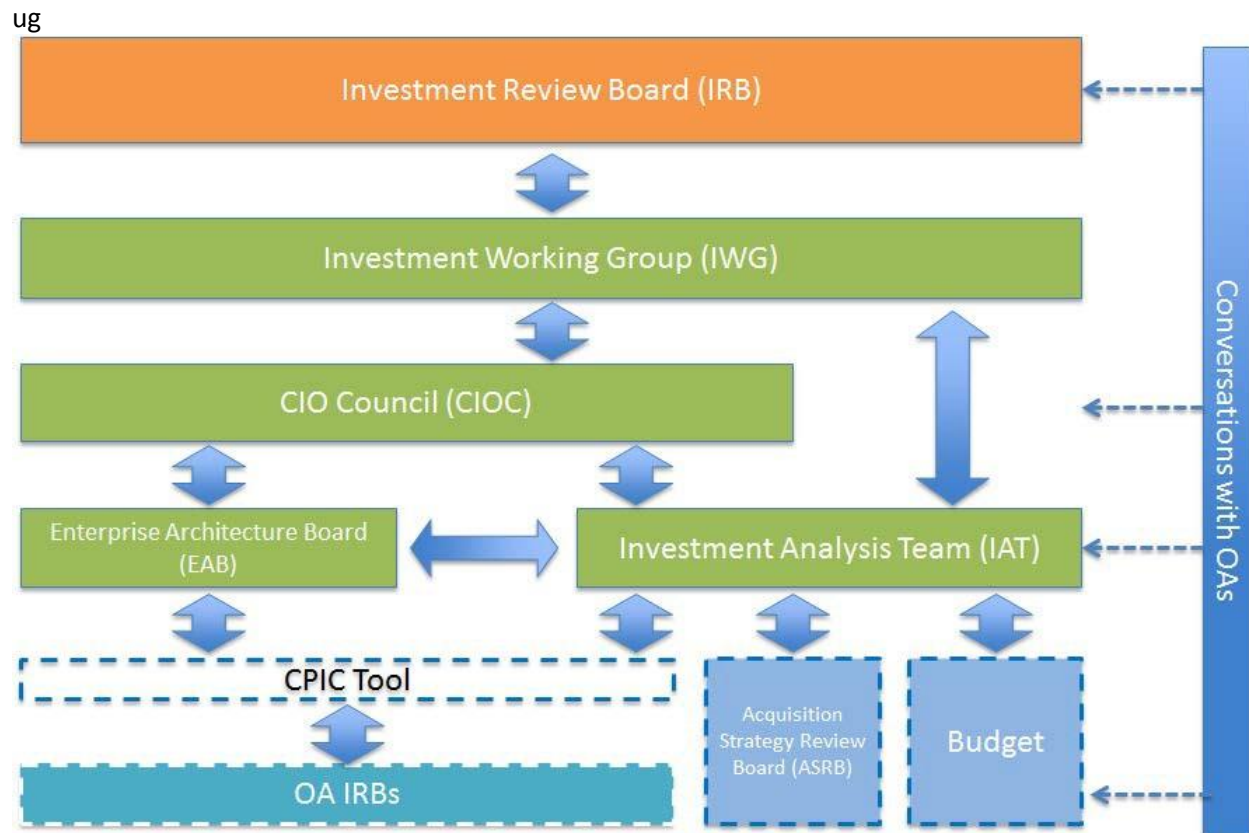 ug
Investment Review Board (IRB)
Investment Working Group (IWG)
CIO Council (CIOC)
Enterprise Architecture Board
(EAB)
Investment Analysis Team (IAT)
CPIC Tool
OA IRBs
Acquisition
Strategy Review
Board (ASRB)
Budget
Conversations with OAs